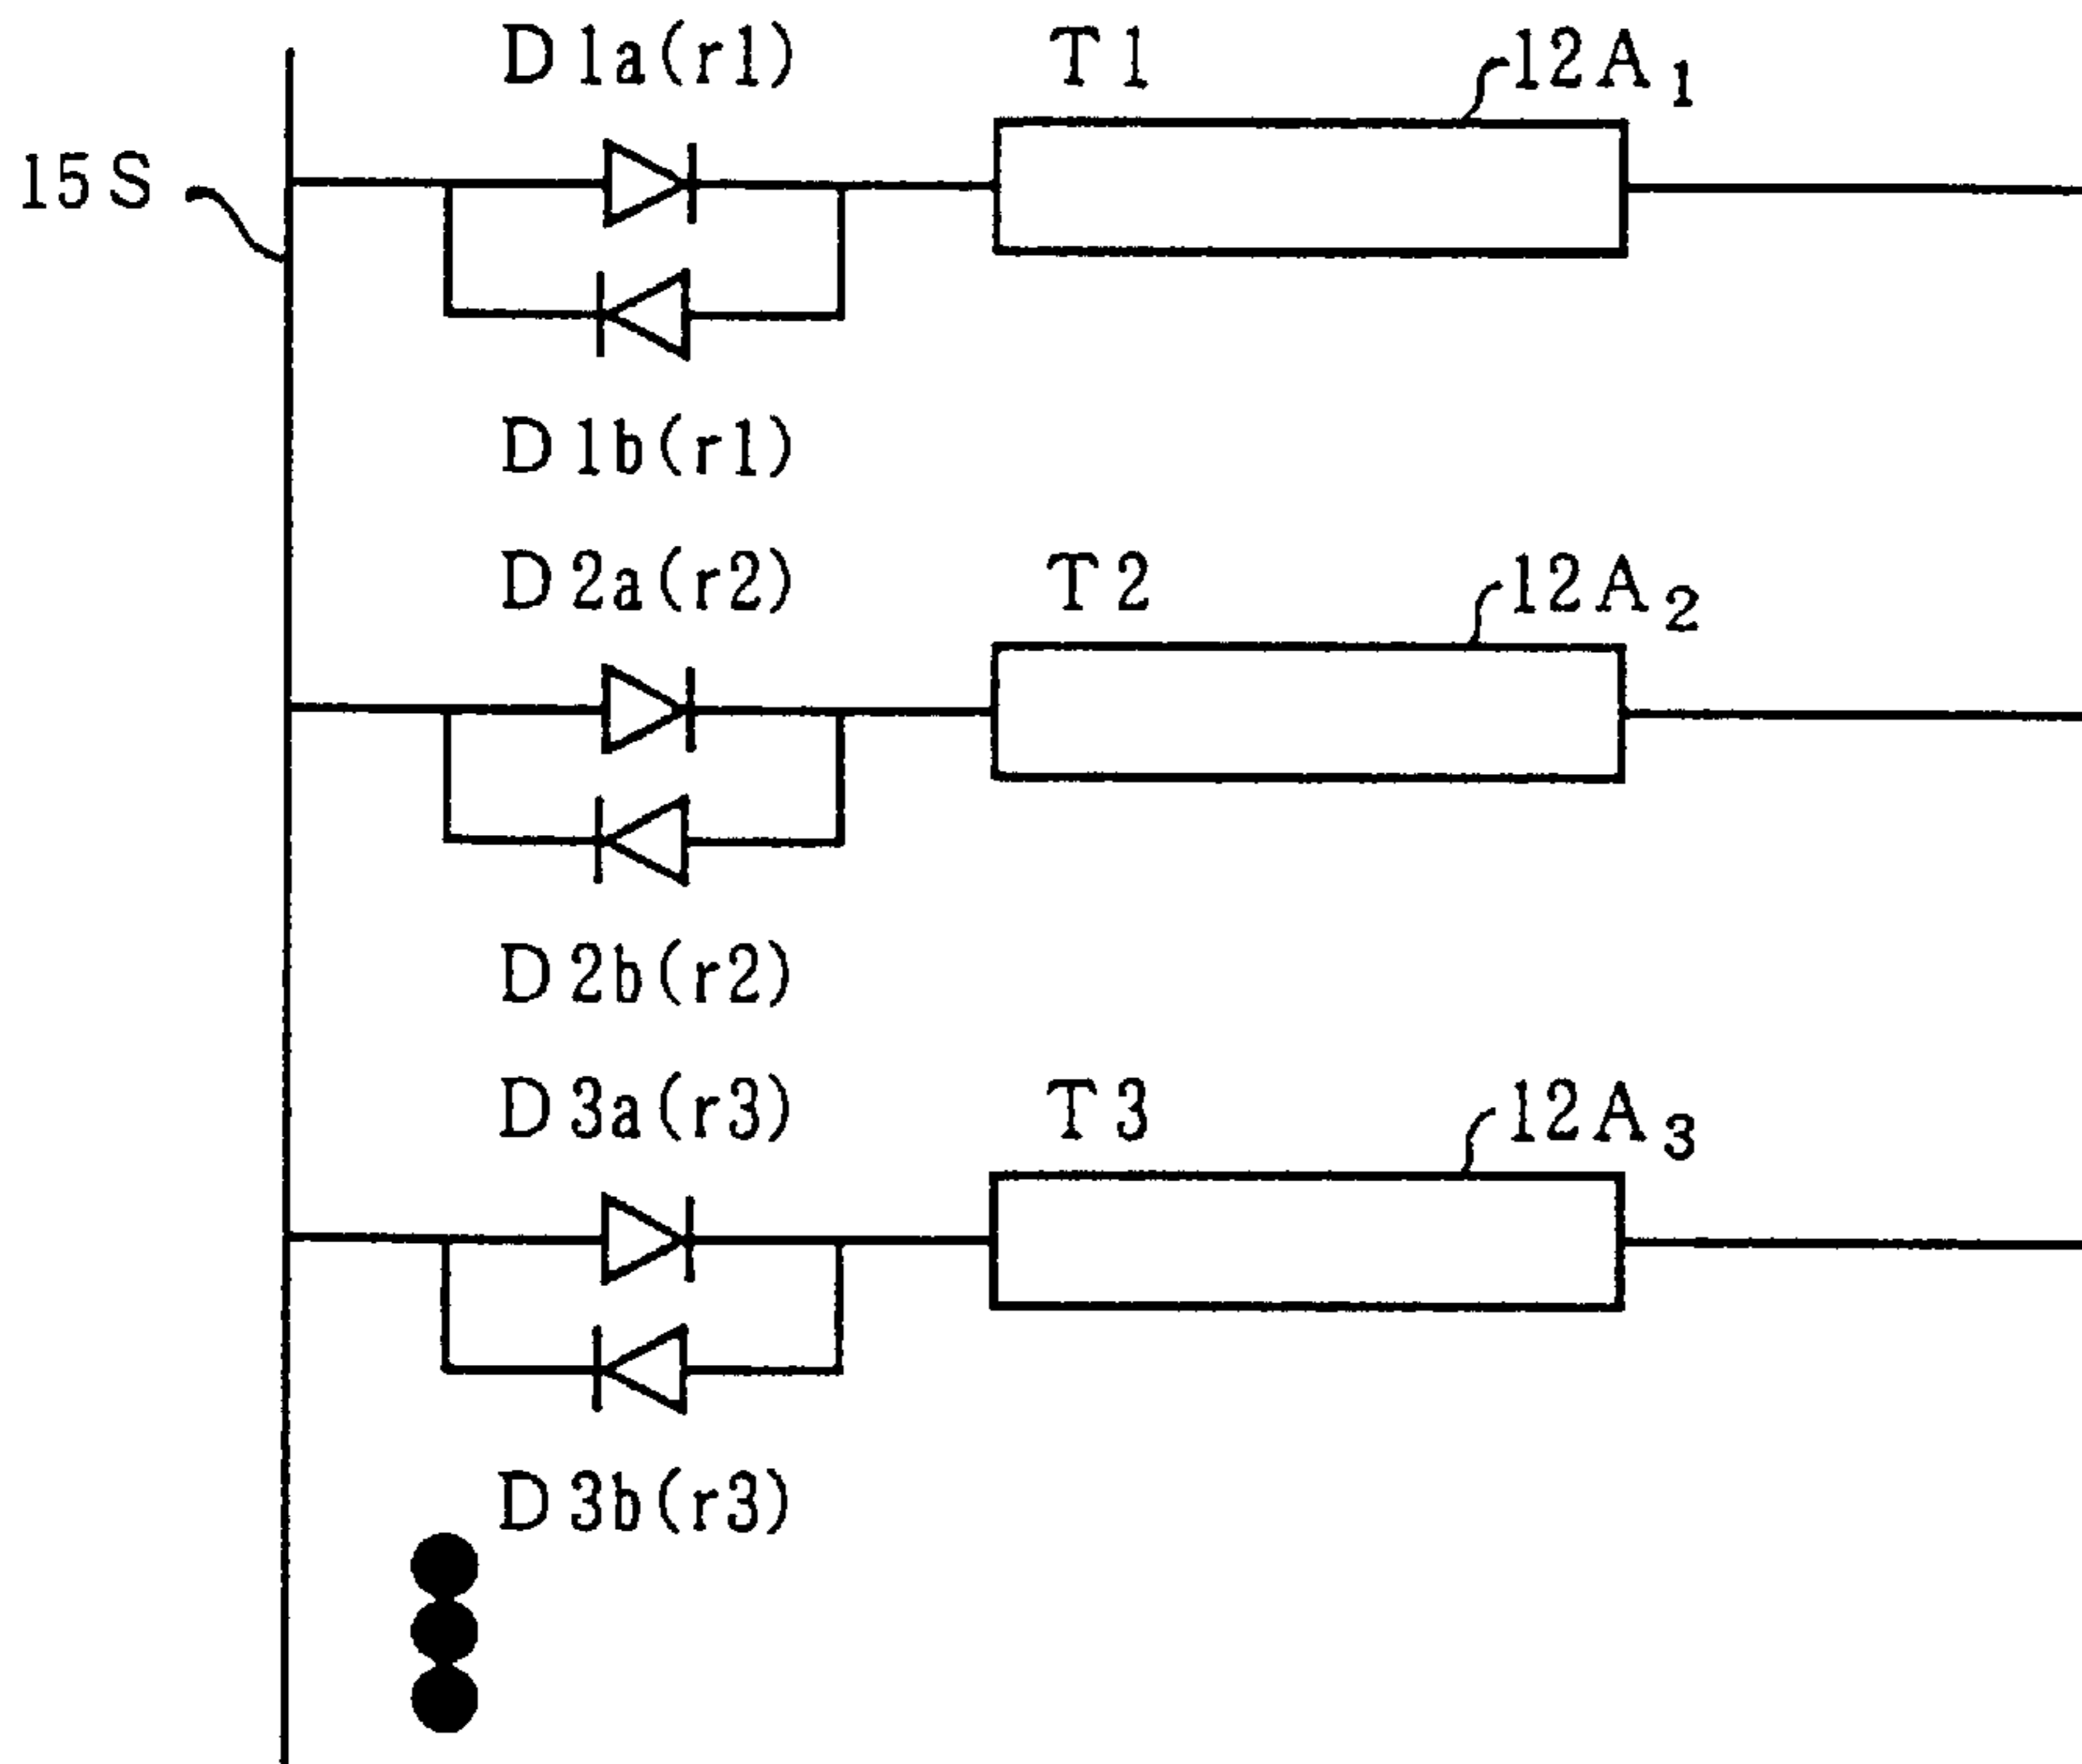 D1a(r1) T1 12A1
15S
D1b(r1)
D2a(r2) T2 12A2
D2b(r2)
D3a(r3) T3 12A3
D3b(r3)